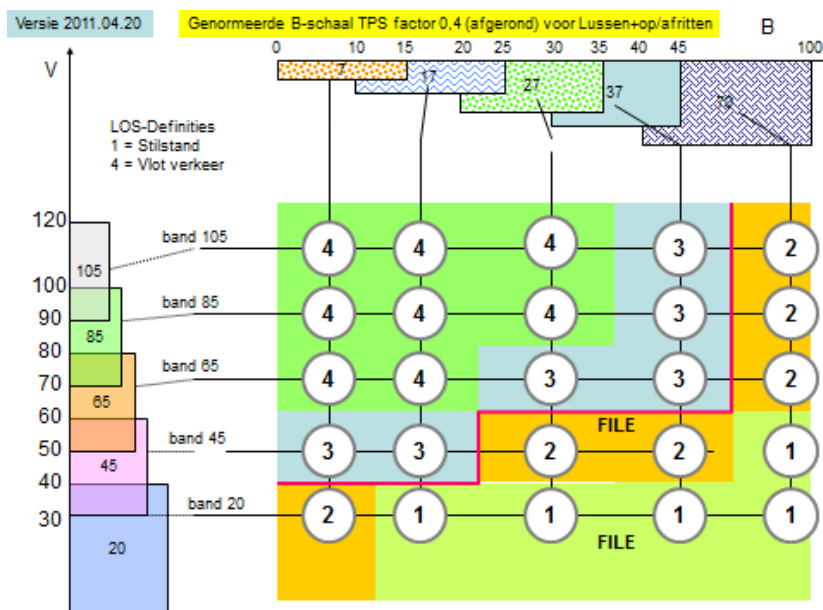 Versie 2011.04.20
Genormeerde B-schaal TPS factor 0,4 (afgerond) voor Lussen+op/afritten
B
0 10 15 20 25 30 35 40 45 100
V
7
17
27
37
70
LOS-Definities
1 = Stilstand
4 = Vlot verkeer
120
100
90
80
70
60
50
40
30
105
85
65
45
20
band 105
4 4 4 3 2
band 85
4 4 4 3 2
band 65
4 4 3 3 2
FILE
band 45
3 3 2 2 1
band 20
2 1 1 1 1
FILE